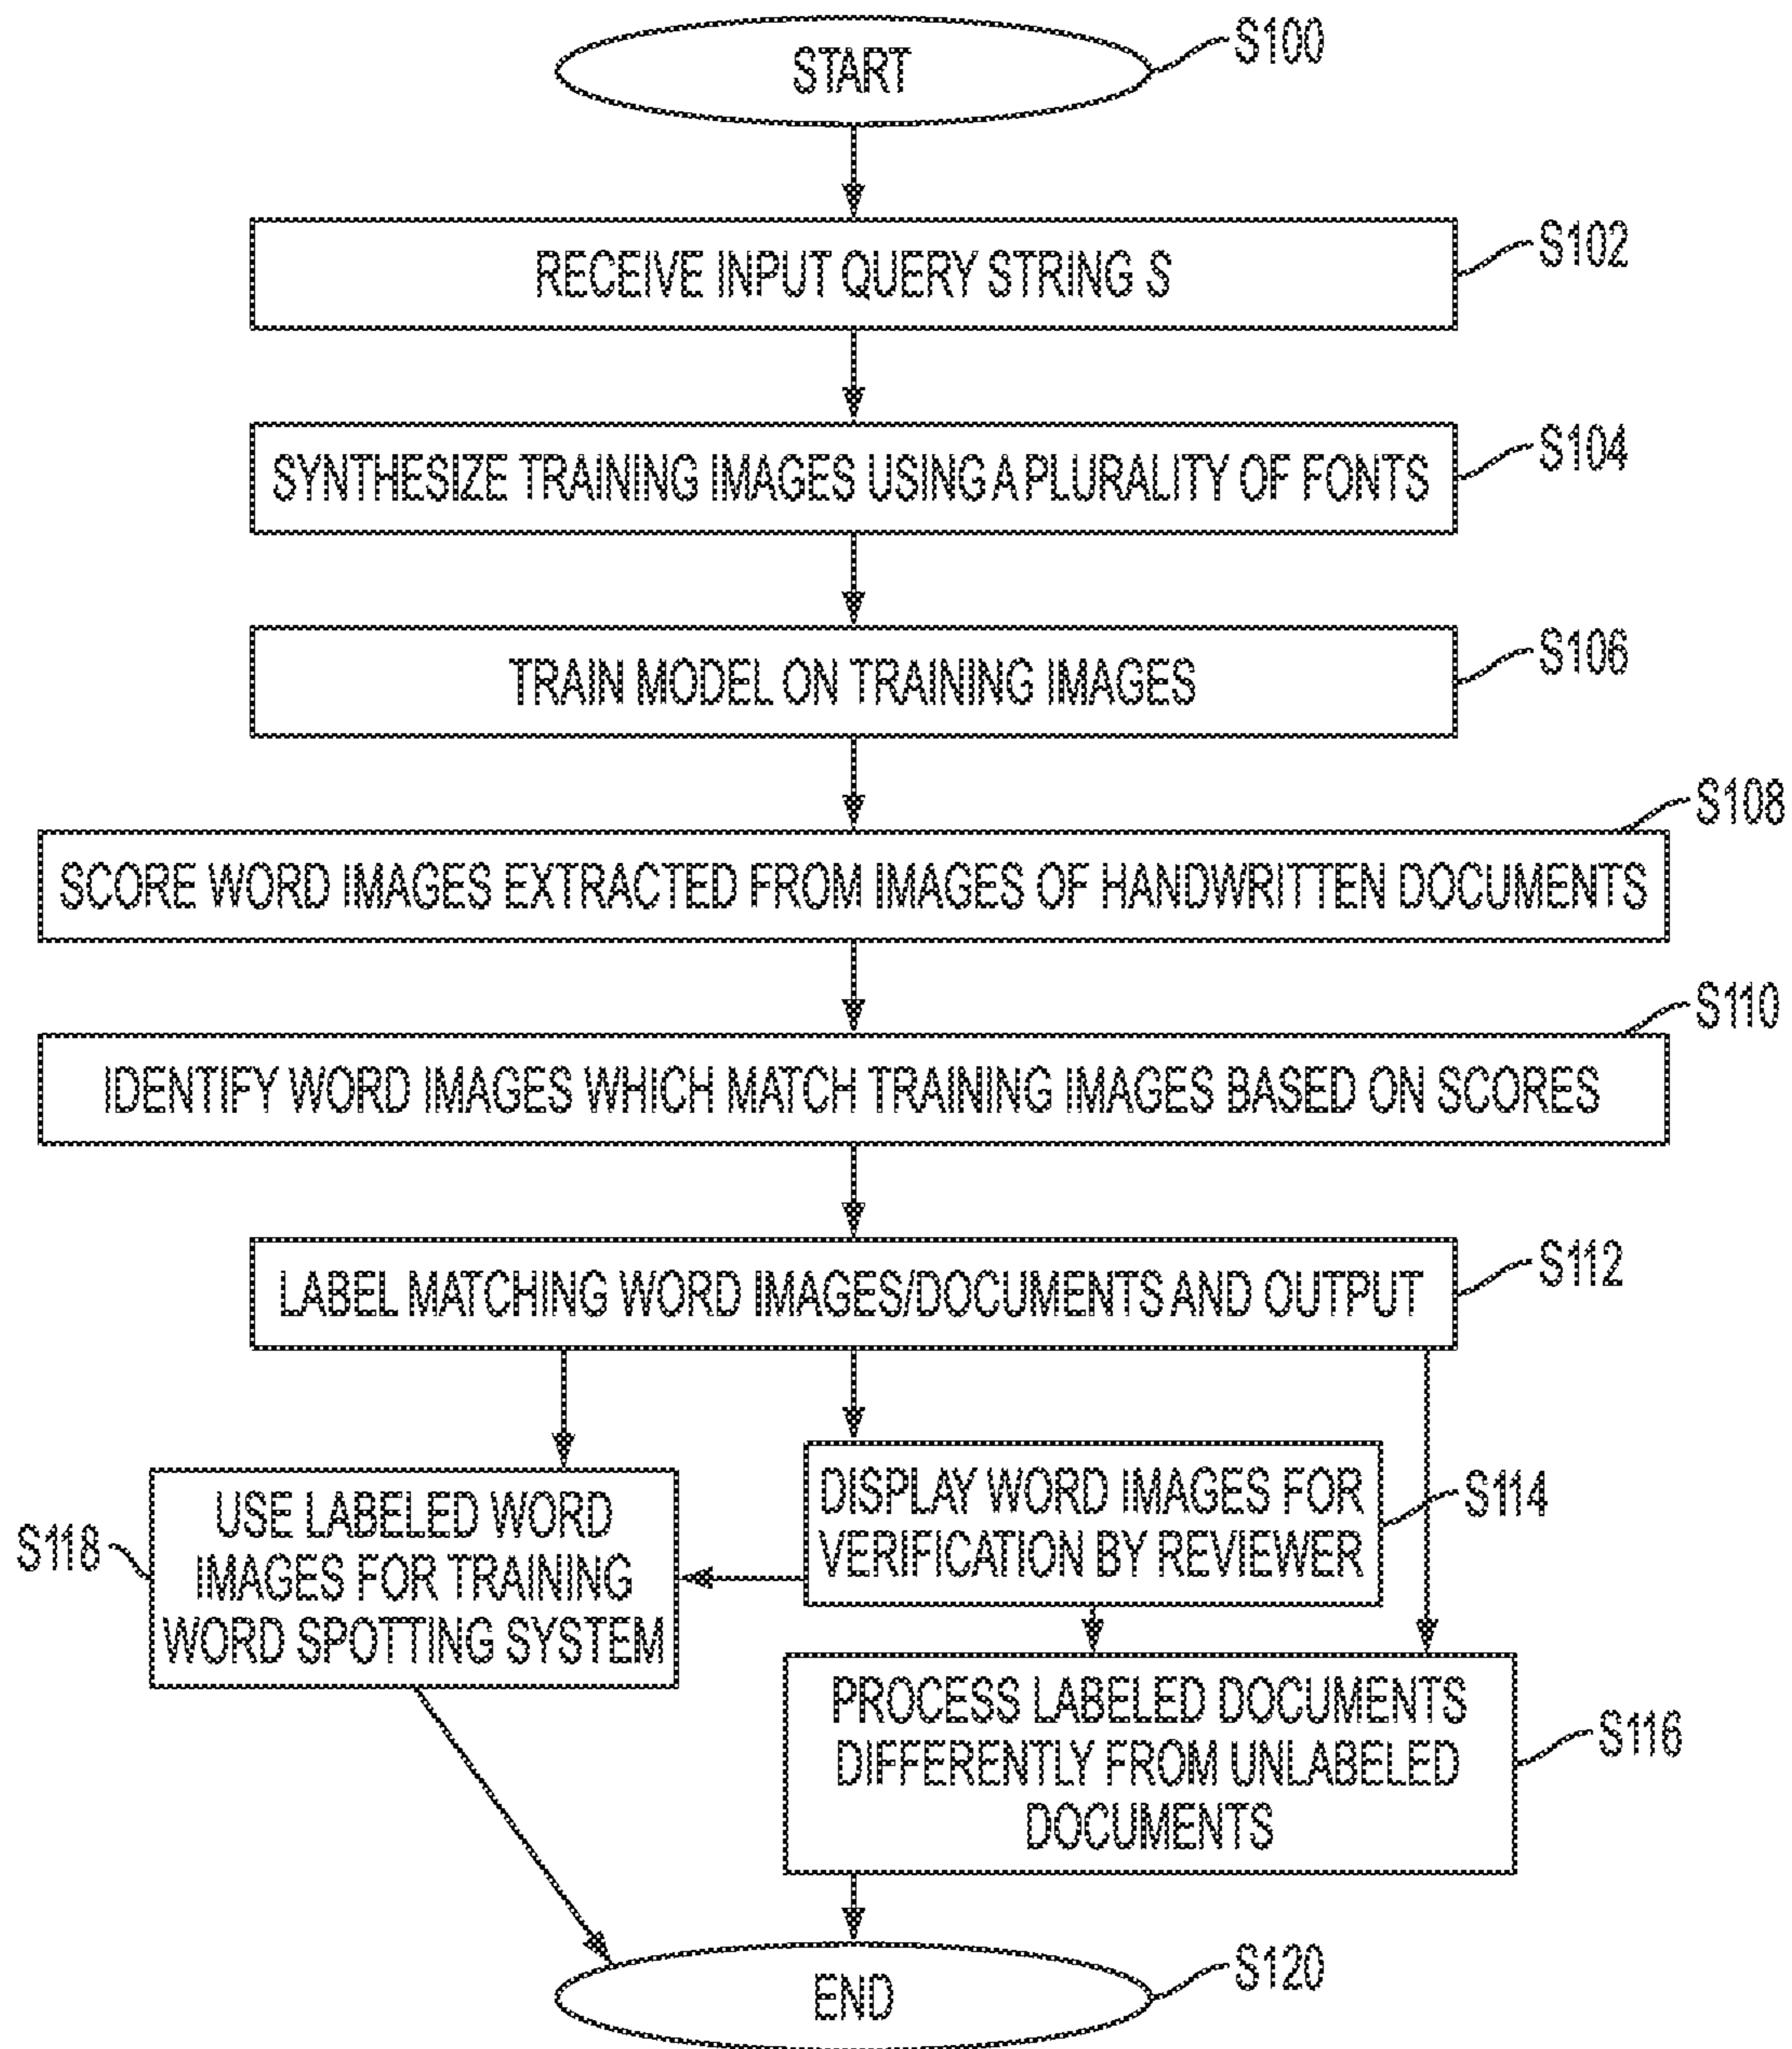 START
S100
RECEIVE INPUT QUERY STRING S
S102
SYNTHESIZE TRAINING IMAGES USING A PLURALITY OF FONTS
S104
TRAIN MODEL ON TRAINING IMAGES
S106
S108
SCORE WORD IMAGES EXTRACTED FROM IMAGES OF HANDWRITTEN DOCUMENTS
S110
IDENTIFY WORD IMAGES WHICH MATCH TRAINING IMAGES BASED ON SCORES
LABEL MATCHING WORD IMAGES/DOCUMENTS AND OUTPUT
S112
DISPLAY WORD IMAGES FOR
VERIFICATION BY REVIEWER
S114
S118
USE LABELED WORD
IMAGES FOR TRAINING
WORD SPOTTING SYSTEM
PROCESS LABELED DOCUMENTS
DIFFERENTLY FROM UNLABELED
DOCUMENTS
S116
END
S120